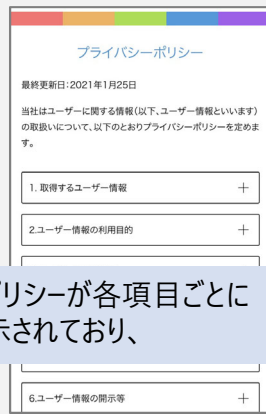 プライバシーポリシー
最終更新日:2021年1月25日
当社はユーザーに関する情報(以下、ユーザー情報といいます)
の取扱いについて、以下のとおりプライバシーポリシーを定めま
す。
1. 取得するユーザー情報 +
2.ユーザー情報の利用目的 +
リシーが各項目ごとに
示されており、
6.ユーザー情報の開示等 +